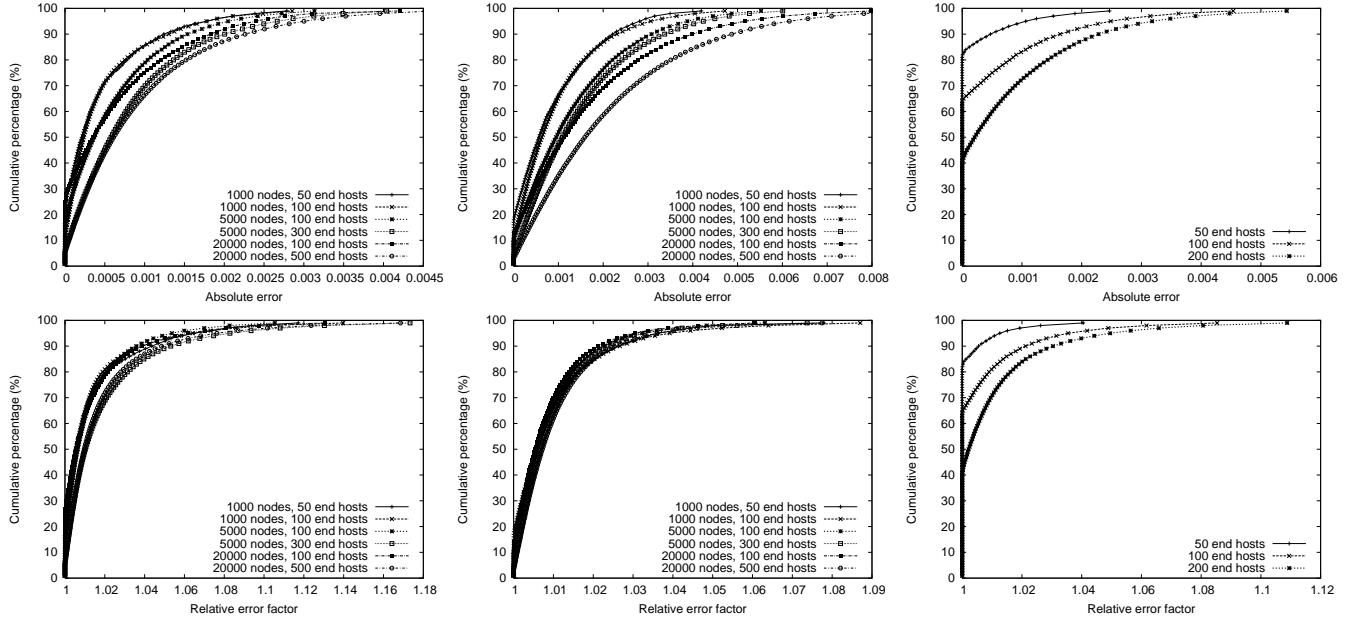 100
90
80
70
60
50
40
30
20
10
0
Cumulative percentage (%)
0 0.0005 0.001 0.0015 0.002 0.0025 0.003 0.0035 0.004 0.0045
Absolute error
1000 nodes, 50 end hosts
1000 nodes, 100 end hosts
5000 nodes, 100 end hosts
5000 nodes, 300 end hosts
20000 nodes, 100 end hosts
20000 nodes, 500 end hosts
100
90
80
70
60
50
40
30
20
10
0
Cumulative percentage (%)
0 0.001 0.002 0.003 0.004 0.005 0.006 0.007 0.008
Absolute error
1000 nodes, 50 end hosts
1000 nodes, 100 end hosts
5000 nodes, 100 end hosts
5000 nodes, 300 end hosts
20000 nodes, 100 end hosts
20000 nodes, 500 end hosts
100
90
80
70
60
50
40
30
20
10
0
Cumulative percentage (%)
0 0.001 0.002 0.003 0.004 0.005 0.006
Absolute error
50 end hosts
100 end hosts
200 end hosts
100
90
80
70
60
50
40
30
20
10
0
Cumulative percentage (%)
1 1.02 1.04 1.06 1.08 1.1 1.12 1.14 1.16 1.18
Relative error factor
1000 nodes, 50 end hosts
1000 nodes, 100 end hosts
5000 nodes, 100 end hosts
5000 nodes, 300 end hosts
20000 nodes, 100 end hosts
20000 nodes, 500 end hosts
100
90
80
70
60
50
40
30
20
10
0
Cumulative percentage (%)
1 1.01 1.02 1.03 1.04 1.05 1.06 1.07 1.08 1.09
Relative error factor
1000 nodes, 50 end hosts
1000 nodes, 100 end hosts
5000 nodes, 100 end hosts
5000 nodes, 300 end hosts
20000 nodes, 100 end hosts
20000 nodes, 500 end hosts
100
90
80
70
60
50
40
30
20
10
0
Cumulative percentage (%)
1 1.02 1.04 1.06 1.08 1.1 1.12
Relative error factor
50 end hosts
100 end hosts
200 end hosts